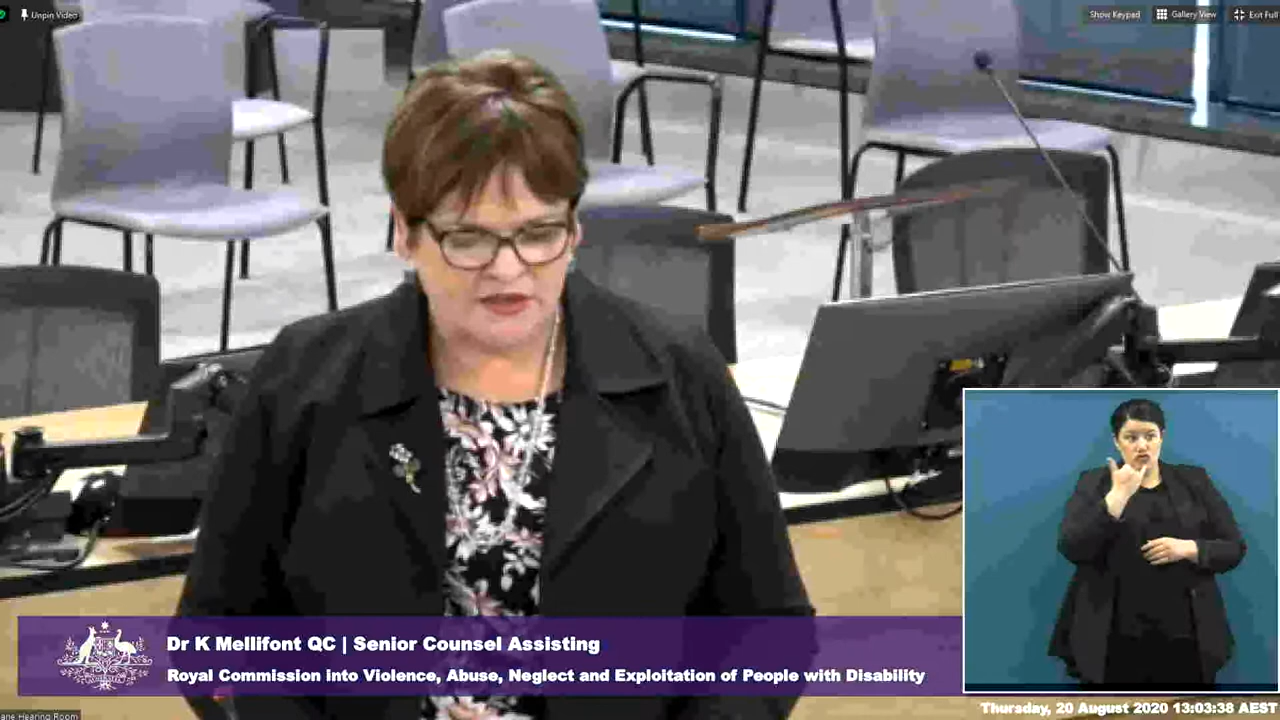 Unpin Video
Show Keypad
Gallery View
Exit Full
Dr K Mellifont QC | Senior Counsel Assisting
Royal Commission into Violence, Abuse, Neglect and Exploitation of People with Disability
Thursday, 20 August 2020 13:03:38 AEST
ane Hearing Room